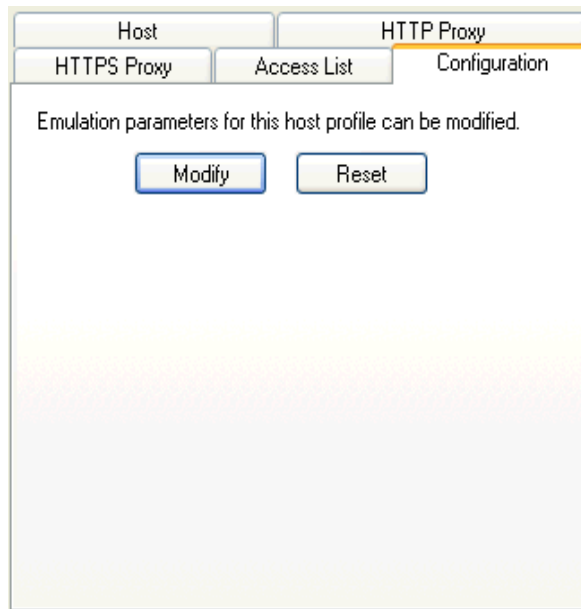 Host HTTP Proxy
HTTPS Proxy Access List Configuration
Emulation parameters for this host profile can be modified.
Modify Reset